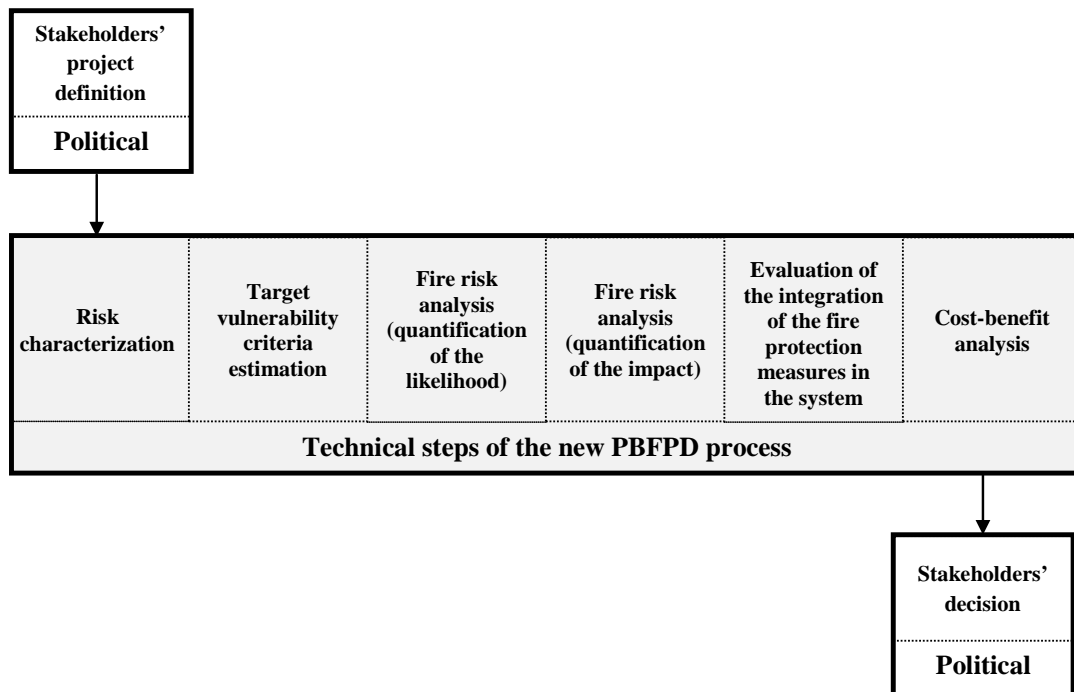 Stakeholders’
project
definition
Political
Risk
characterization
Target
vulnerability
criteria
estimation
Fire risk
analysis
(quantification
of the
likelihood)
Fire risk
analysis
(quantification
of the impact)
Evaluation of
the integration
of the fire
protection
measures in
the system
Cost-benefit
analysis
Technical steps of the new PBFPD process
Stakeholders’
decision
Political